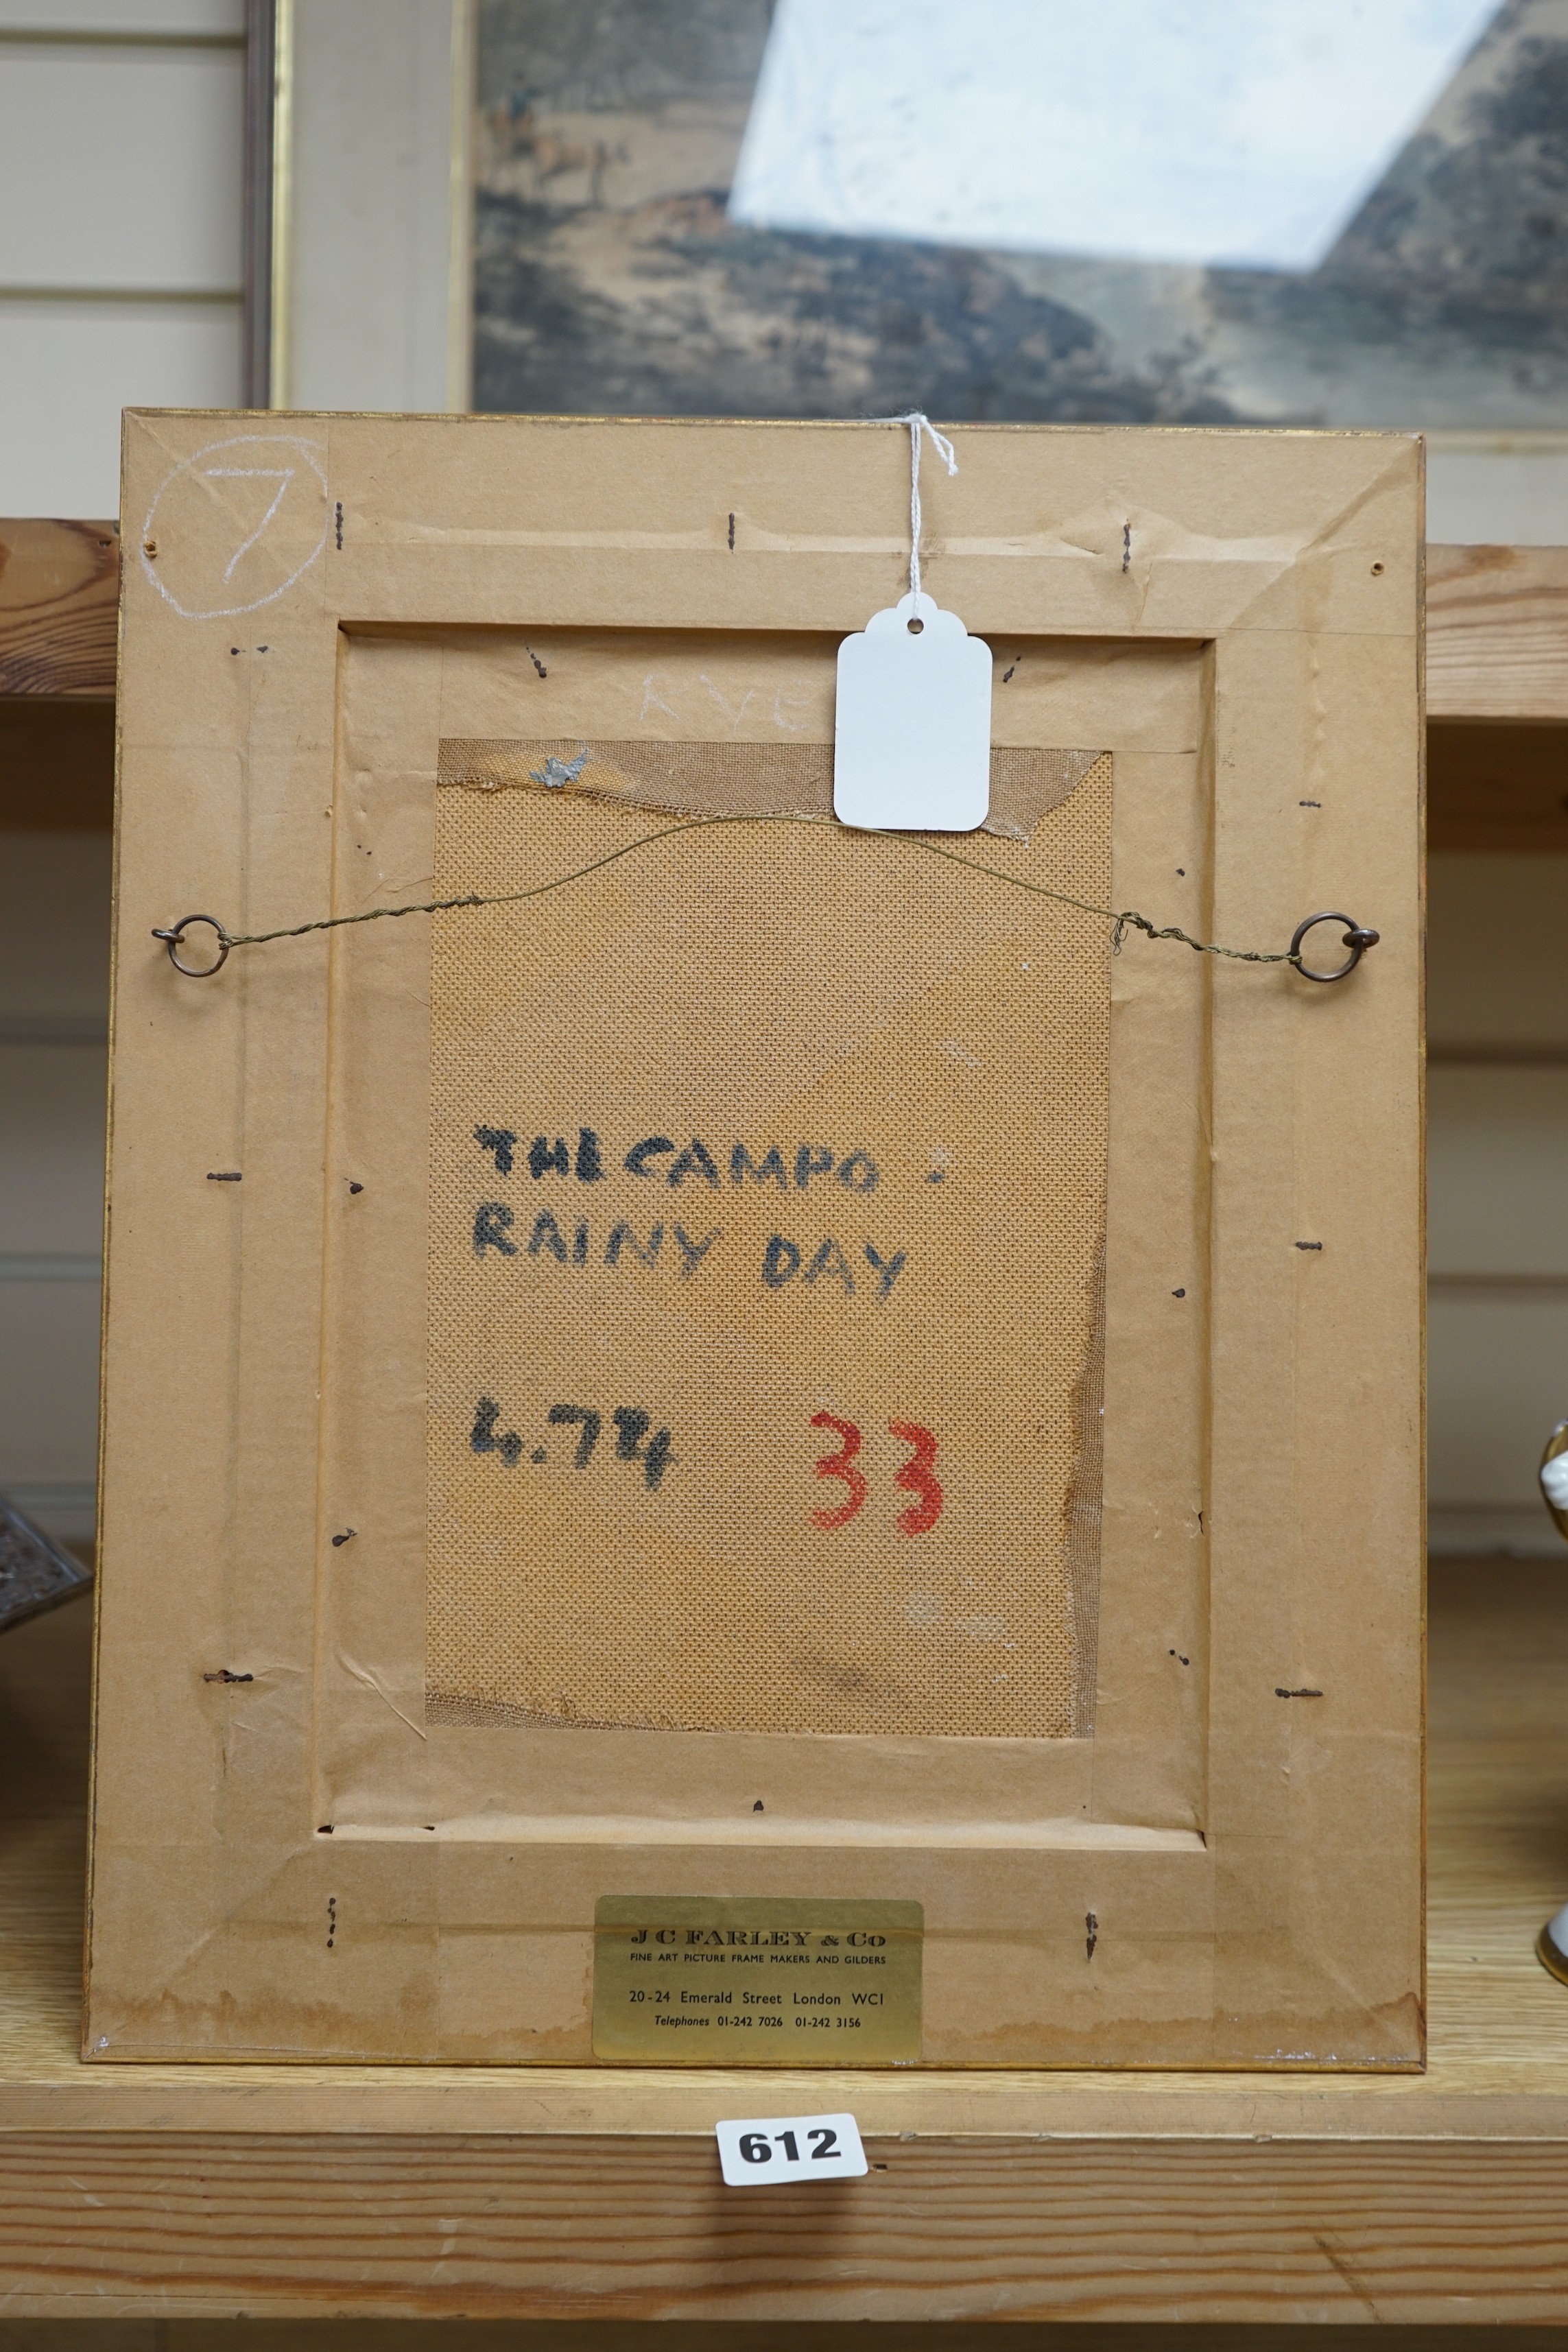 7
THE CAMPO.
RAINY DAY
4.74 33
J C FARLEY & Co
FINE ART PICTURE FRAME MAKERS AND GILDERS
20-24 Emerald Street London WC1
Telephones 01-242 7026 01-242 3156
612